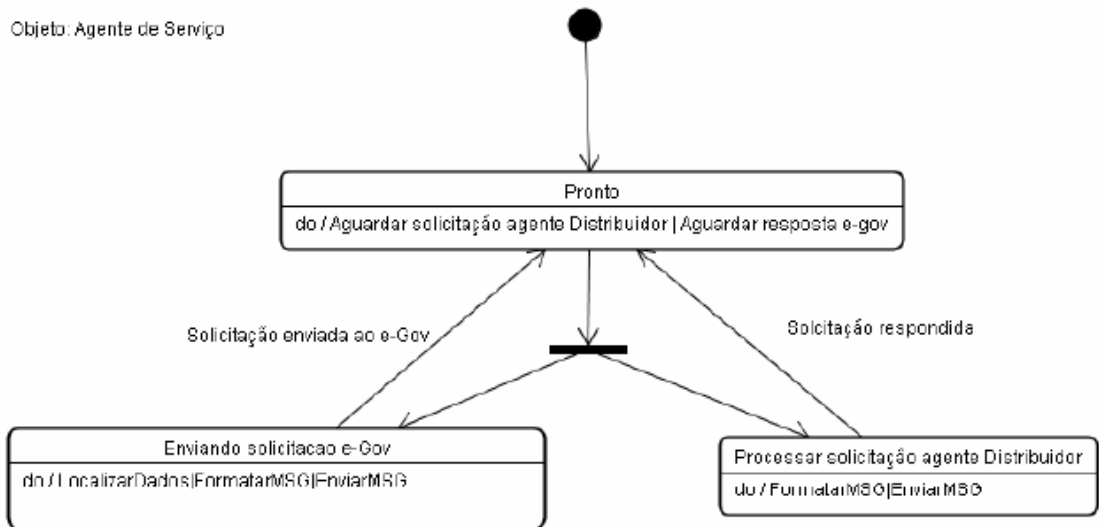 Objeto: Agente de Serviço
Pronto
do / Aguardar solicitação agente Distribuidor | Aguardar resposta e-gov
Solicitação enviada ao e-Gov
Solcitação respondida
Enviando solicitacao e-Gov
do / LocalizarDados|FormatarMSG|EnviarMSG
Processar solicitação agente Distribuidor
do / FormatarMSG|EnviarMSG